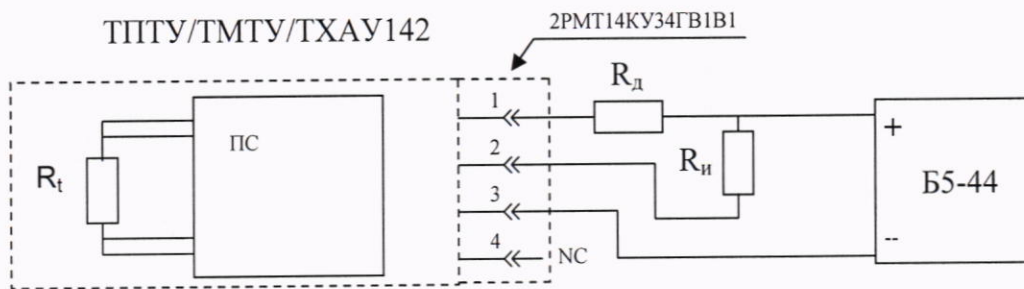 ТПТУ/ТМТУ/ТХАУ142
2РМТ14КУ34ГВ1В1
Rд
1
+
ПС
2
Rt
Rи
Б5-44
3
4
NC
--